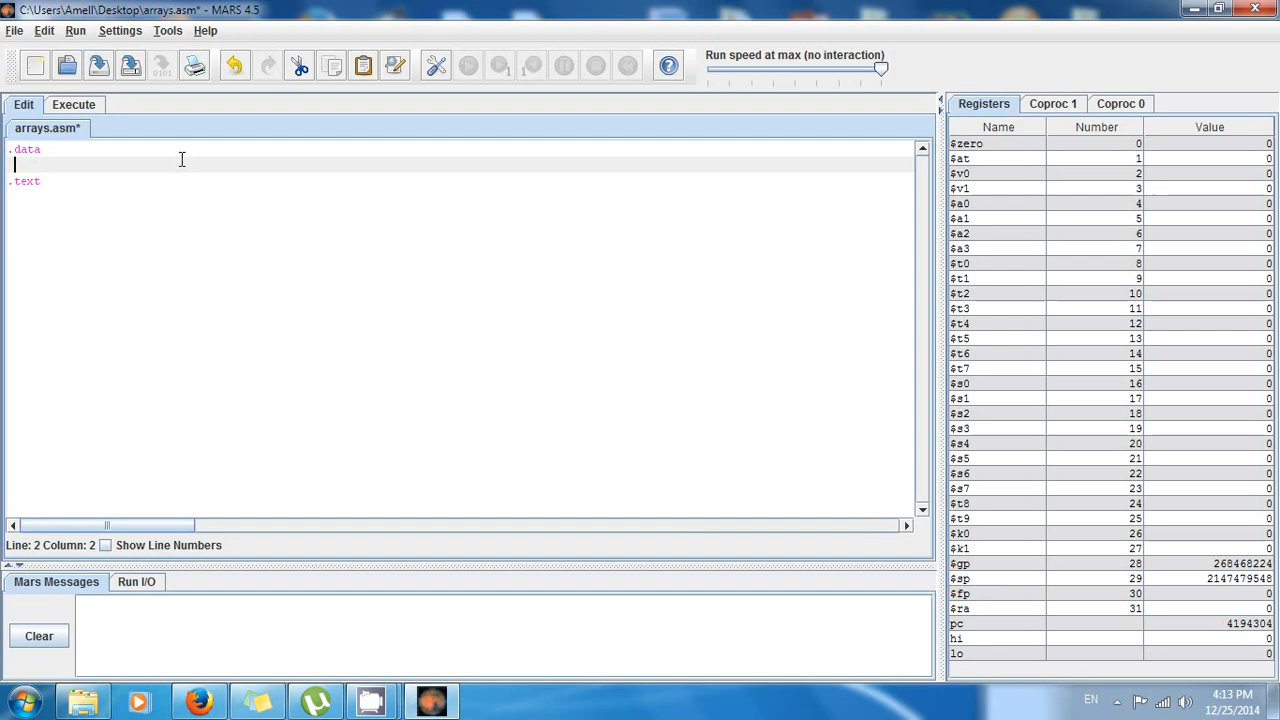 C:\Users\Amell\Desktop\arrays.asm* - MARS 4.5
File Edit Run Settings Tools Help
Run speed at max (no interaction)
Edit Execute
arrays.asm*
.data
.text
Line: 2 Column: 2 Show Line Numbers
Mars Messages Run I/O
Clear
Registers Coproc 1 Coproc 0
Name Number Value
$zero 0 0
$at 1 0
$v0 2 0
$v1 3 0
$a0 4 0
$a1 5 0
$a2 6 0
$a3 7 0
$t0 8 0
$t1 9 0
$t2 10 0
$t3 11 0
$t4 12 0
$t5 13 0
$t6 14 0
$t7 15 0
$s0 16 0
$s1 17 0
$s2 18 0
$s3 19 0
$s4 20 0
$s5 21 0
$s6 22 0
$s7 23 0
$t8 24 0
$t9 25 0
$k0 26 0
$k1 27 0
$gp 28 268468224
$sp 29 2147479548
$fp 30 0
$ra 31 0
pc 4194304
hi 0
lo 0
EN
4:13 PM
12/25/2014